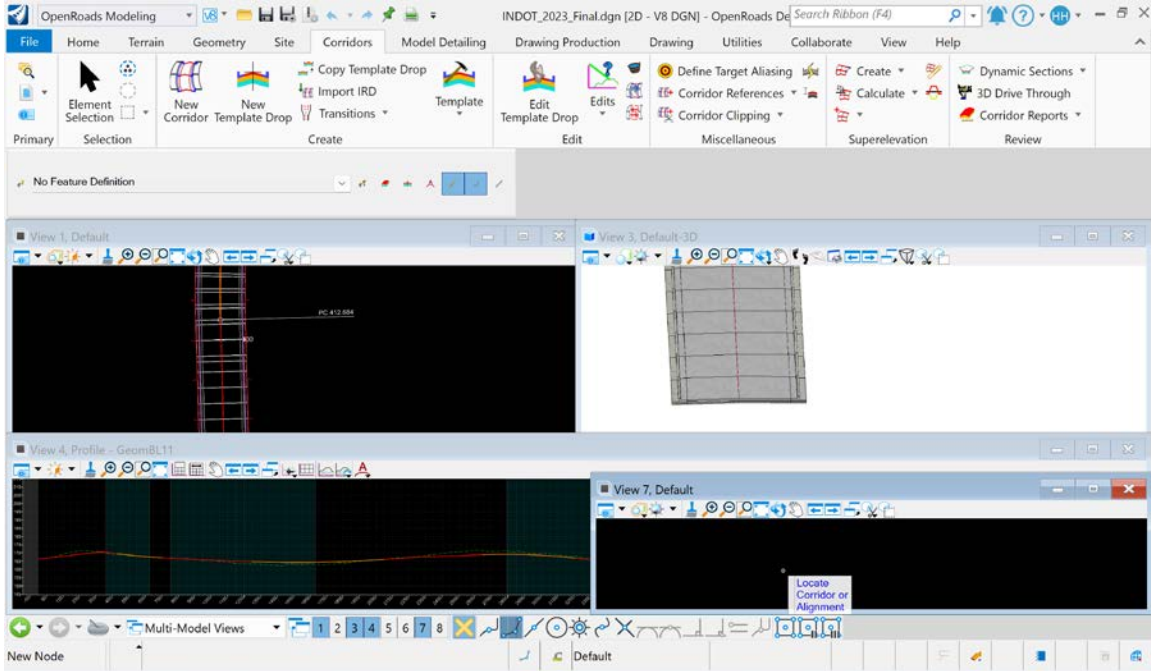 OpenRoads Modeling
INDOT_2023_Final.dgn [2D - V8 DGN] - OpenRoads De
Search Ribbon (F4)
HH
File Home Terrain Geometry Site Corridors Model Detailing Drawing Production Drawing Utilities Collaborate View Help
Element Selection
New Corridor
New Template Drop
Copy Template Drop
Import IRD
Transitions
Template
Edit Template Drop
Edits
Define Target Aliasing
Corridor References
Corridor Clipping
Create
Calculate
Dynamic Sections
3D Drive Through
Corridor Reports
Primary Selection Create Edit Miscellaneous Superelevation Review
No Feature Definition
View 1, Default
View 3, Default-3D
PC 412.684
View 4, Profile - GeomBL11
View 7, Default
Locate
Corridor or
Alignment
Multi-Model Views 1 2 3 4 5 6 7 8
New Node
Default